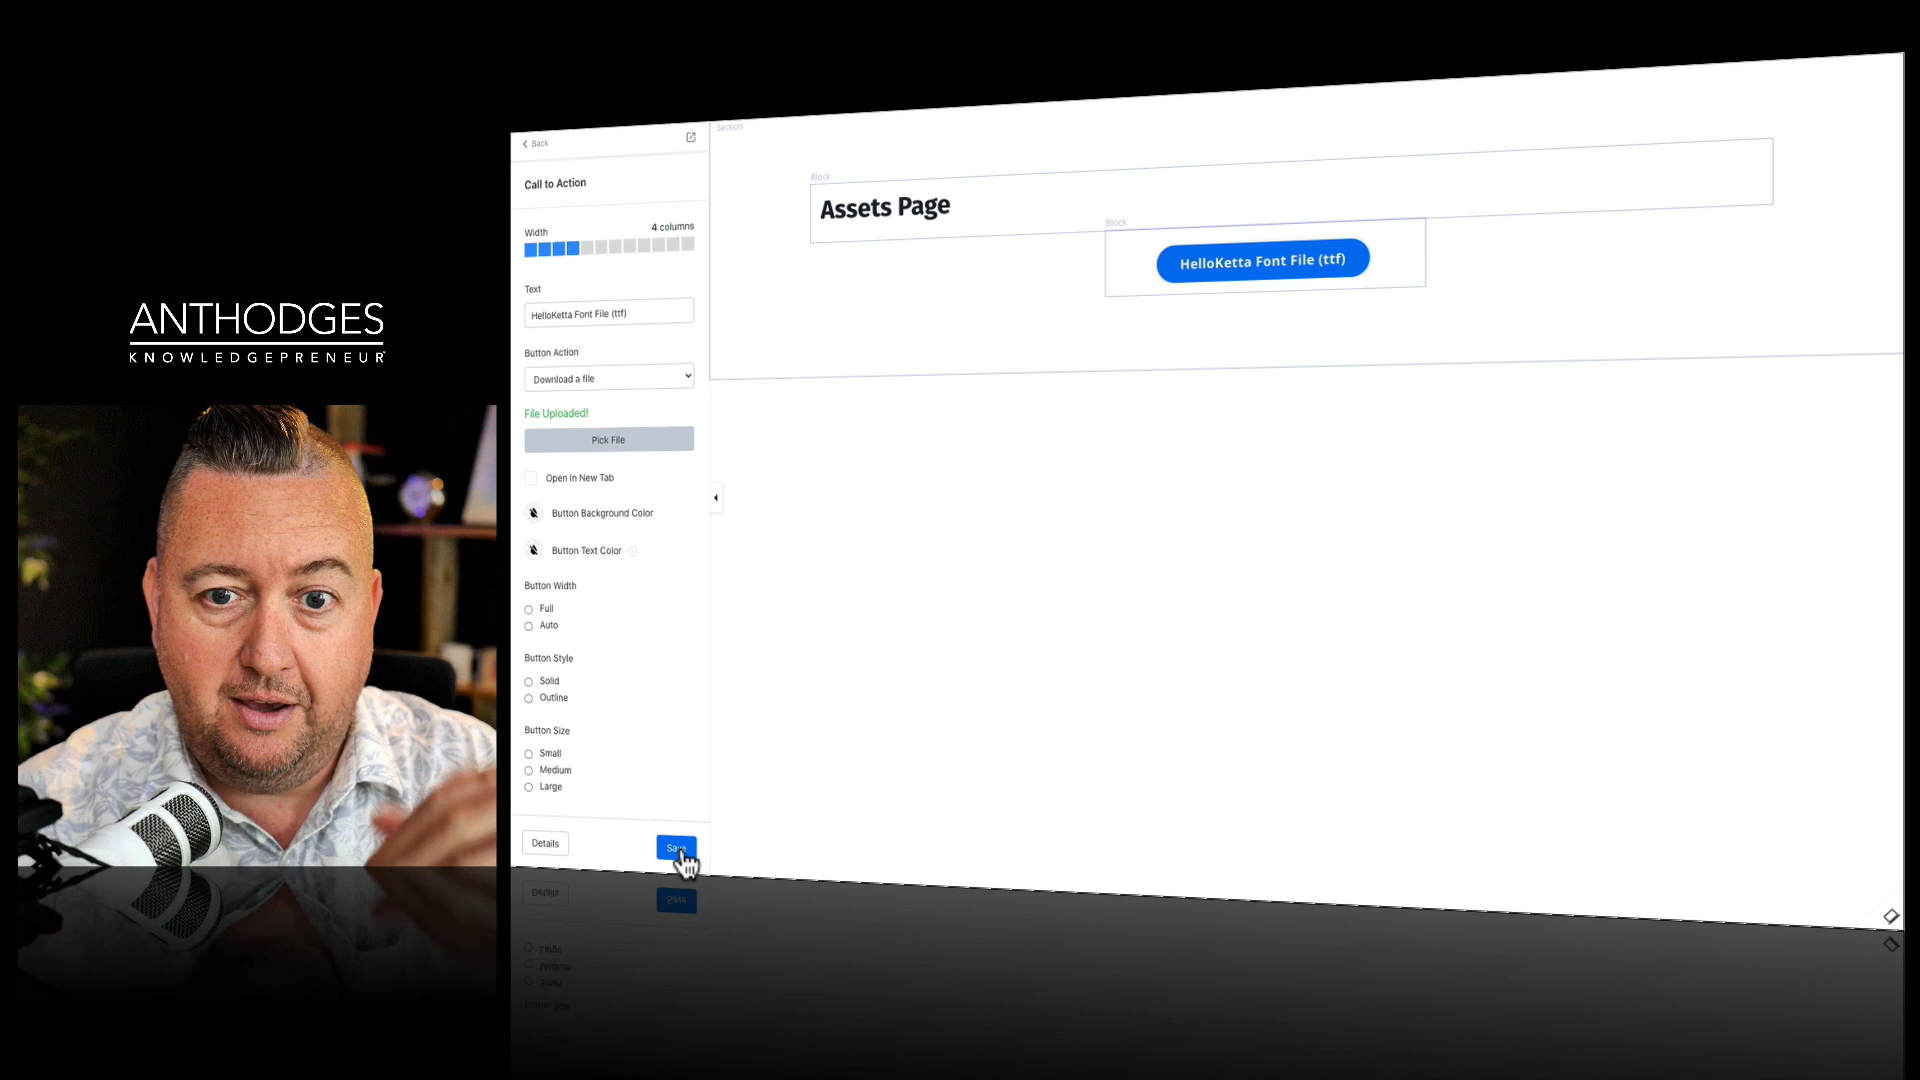 ANTHODGES
KNOWLEDGEPRENEUR
Back
Call to Action
Width
4 columns
Text
HelloKetta Font File (ttf)
Button Action
Download a file
File Uploaded!
Pick File
Open In New Tab
Button Background Color
Button Text Color
Button Width
Full
Auto
Button Style
Solid
Outline
Button Size
Small
Medium
Large
Details
Save
Section
Block
Assets Page
Block
HelloKetta Font File (ttf)